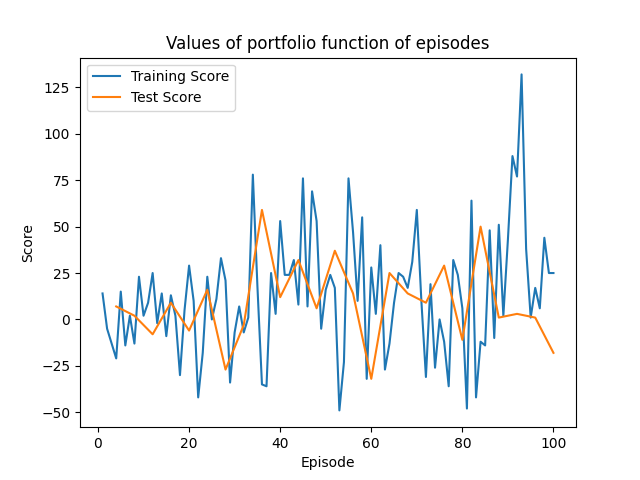 Values of portfolio function of episodes
Training Score
Test Score
Score
125
100
75
50
25
0
−25
−50
0 20 40 60 80 100
Episode